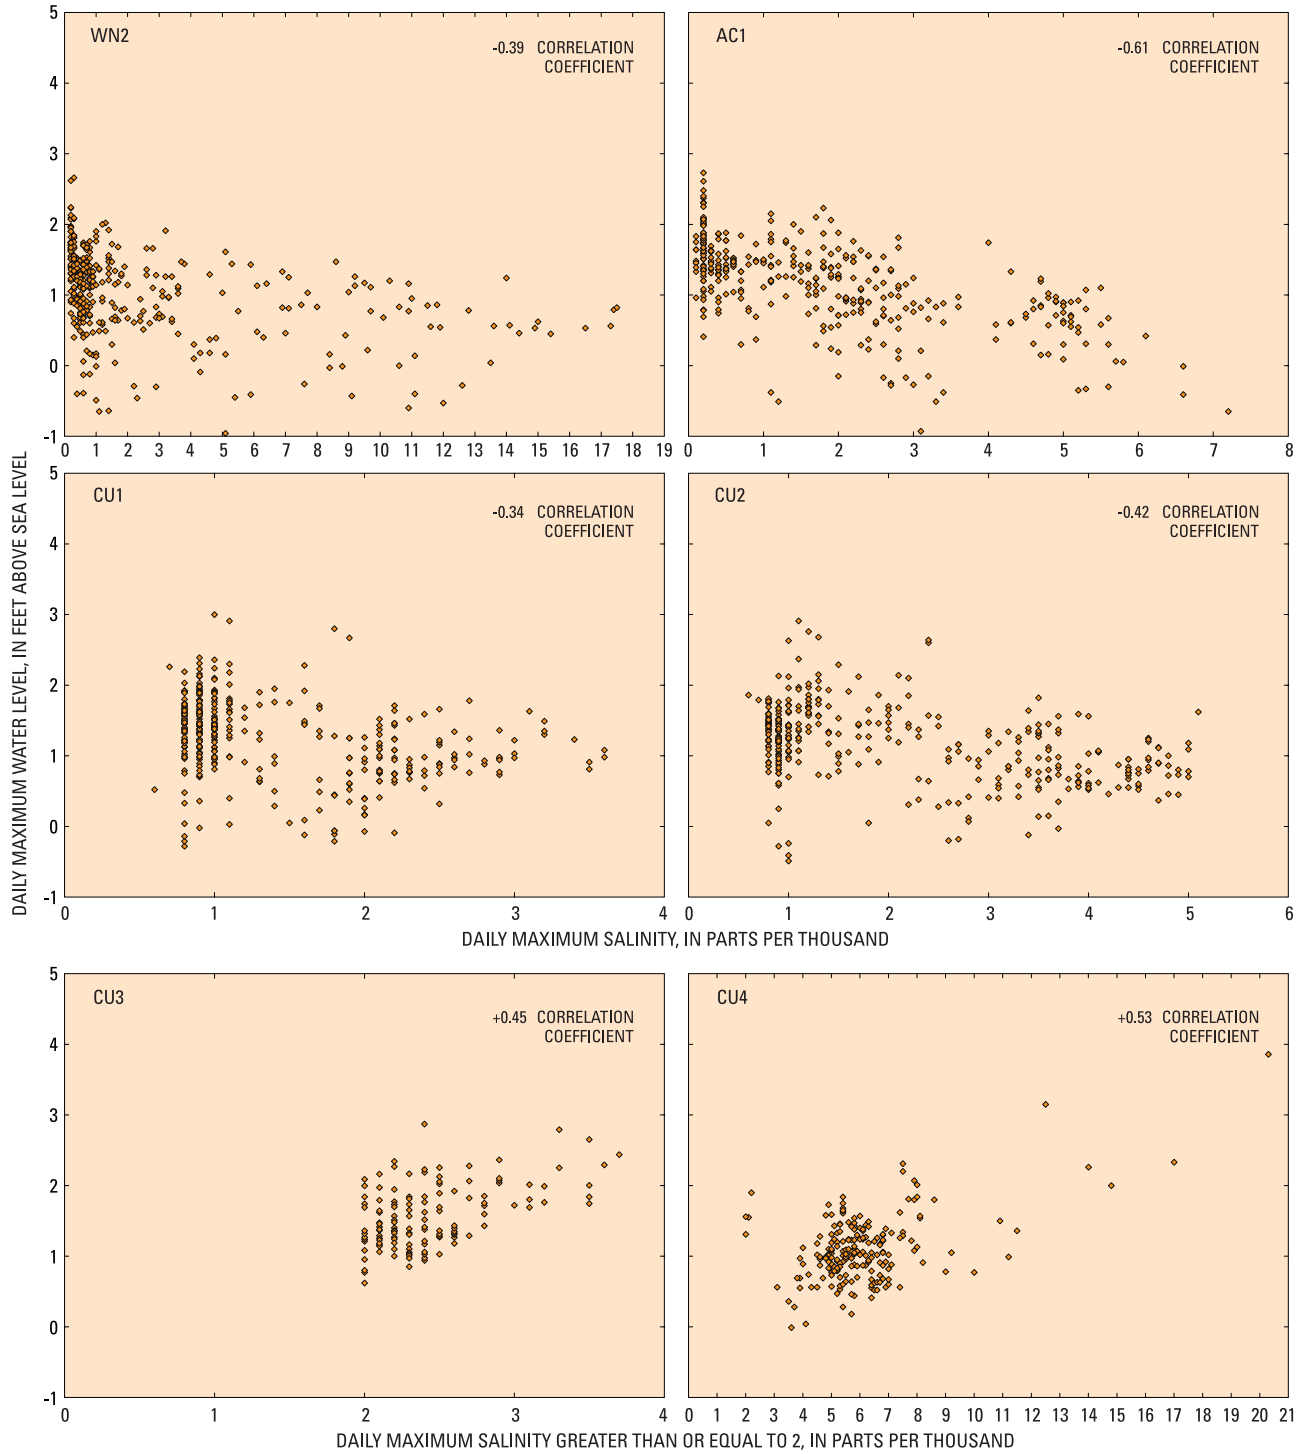 5
4
3
2
1
0
-1
WN2
-0.39 CORRELATION
COEFFICIENT
0 1 2 3 4 5 6 7 8 9 10 11 12 13 14 15 16 17 18 19
AC1
-0.61 CORRELATION
COEFFICIENT
0 1 2 3 4 5 6 7 8
DAILY MAXIMUM WATER LEVEL, IN FEET ABOVE SEA LEVEL
5
4
3
2
1
0
-1
CU1
-0.34 CORRELATION
COEFFICIENT
0 1 2 3 4
CU2
-0.42 CORRELATION
COEFFICIENT
0 1 2 3 4 5 6
DAILY MAXIMUM SALINITY, IN PARTS PER THOUSAND
5
4
3
2
1
0
-1
CU3
+0.45 CORRELATION
COEFFICIENT
0 1 2 3 4
CU4
+0.53 CORRELATION
COEFFICIENT
0 1 2 3 4 5 6 7 8 9 10 11 12 13 14 15 16 17 18 19 20 21
DAILY MAXIMUM SALINITY GREATER THAN OR EQUAL TO 2, IN PARTS PER THOUSAND